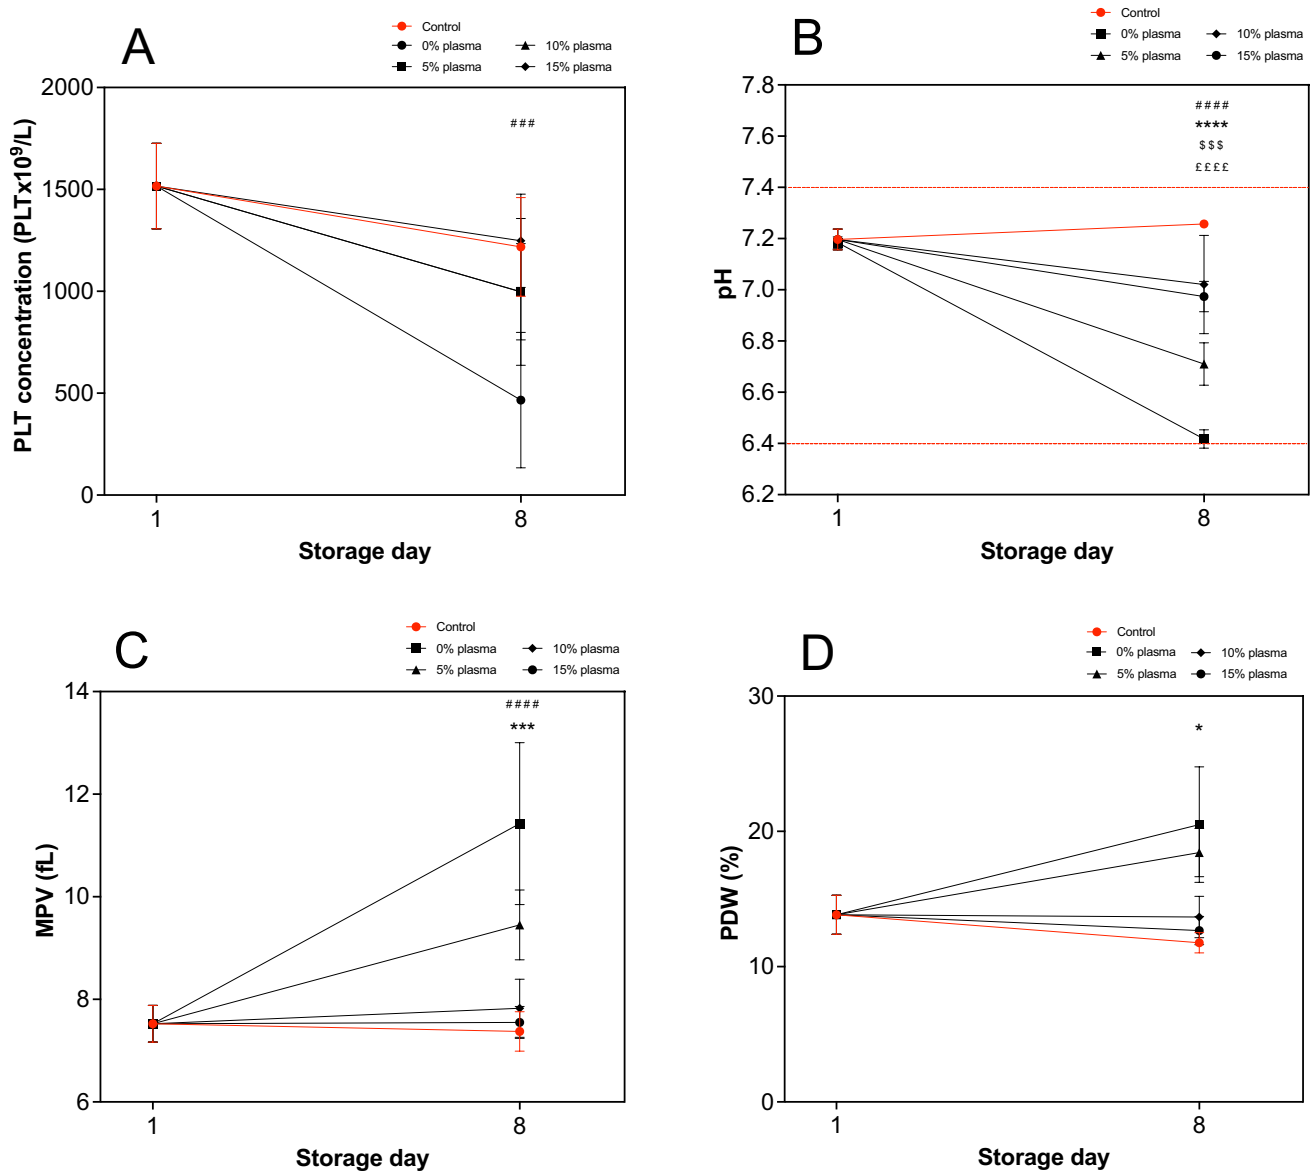 A
Control
0% plasma
10% plasma
5% plasma
15% plasma
2000
1500
1000
500
0
PLT concentration (PLTx10⁹/L)
###
1
8
Storage day
B
Control
0% plasma
10% plasma
5% plasma
15% plasma
7.8
7.6
7.4
7.2
7.0
6.8
6.6
6.4
6.2
pH
####
****
$$$
££££
1
8
Storage day
C
Control
0% plasma
10% plasma
5% plasma
15% plasma
14
12
10
8
6
MPV (fL)
####
***
1
8
Storage day
D
Control
0% plasma
10% plasma
5% plasma
15% plasma
30
20
10
0
PDW (%)
*
1
8
Storage day